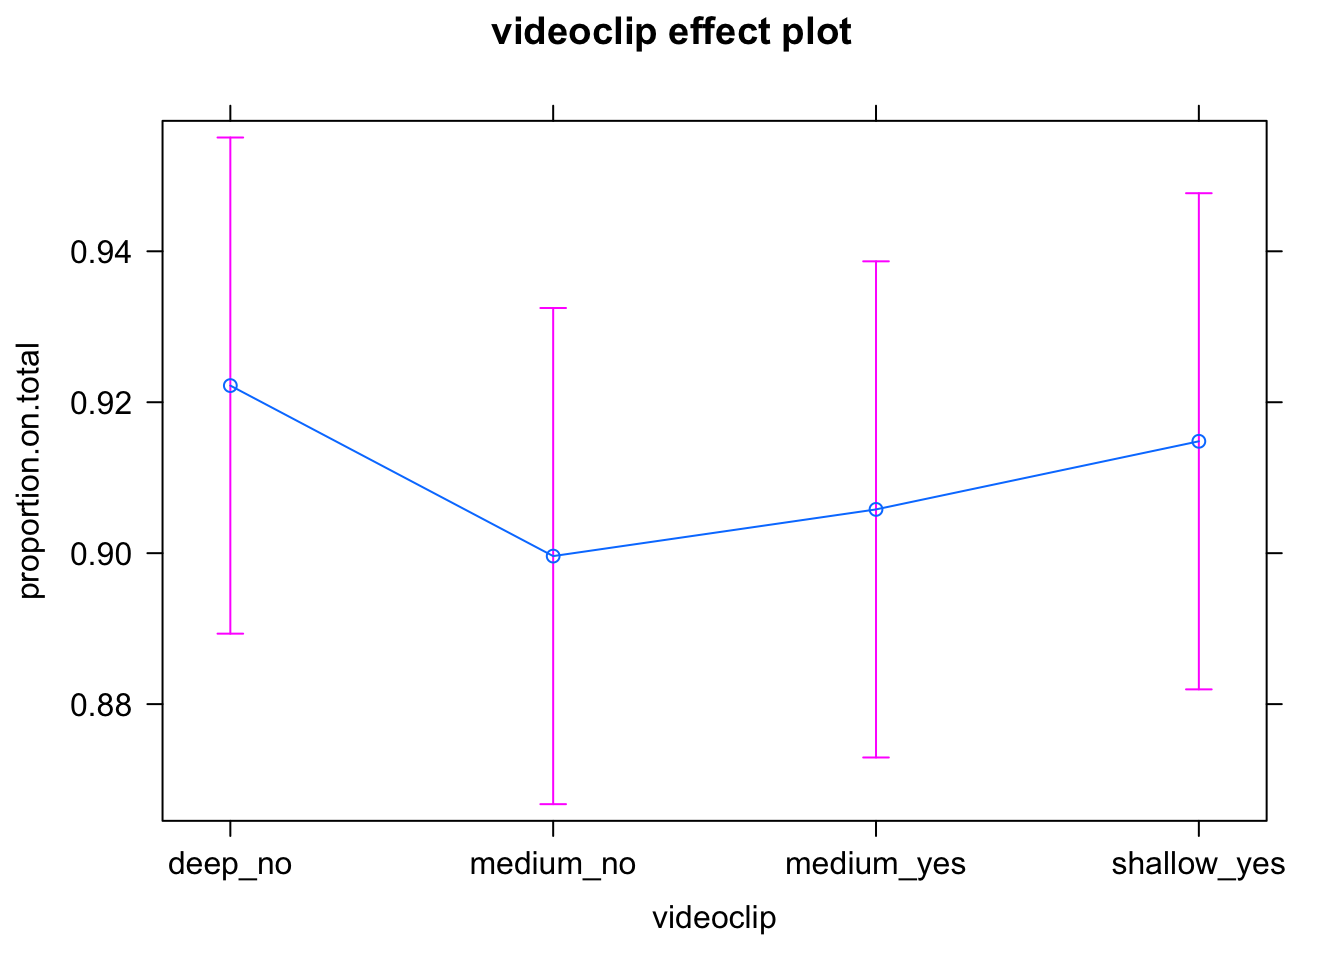 videoclip effect plot
proportion.on.total
0.94
0.92
0.90
0.88
deep_no medium_no medium_yes shallow_yes
videoclip